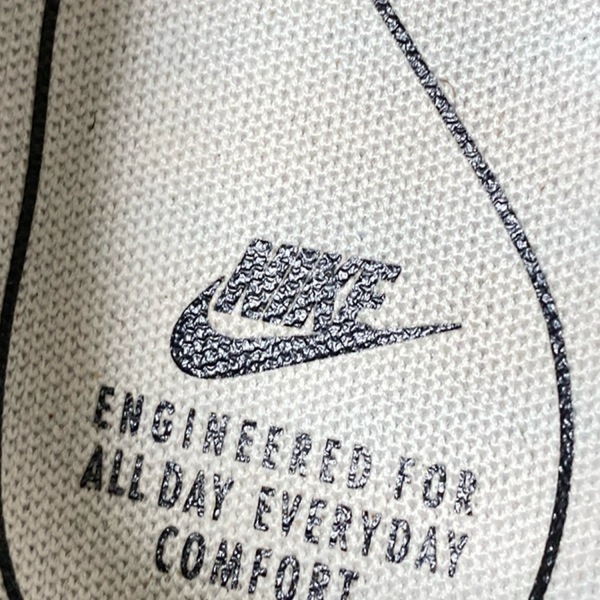 NIKE
ENGINEERED FOR
ALL DAY EVERYDAY
COMFORT